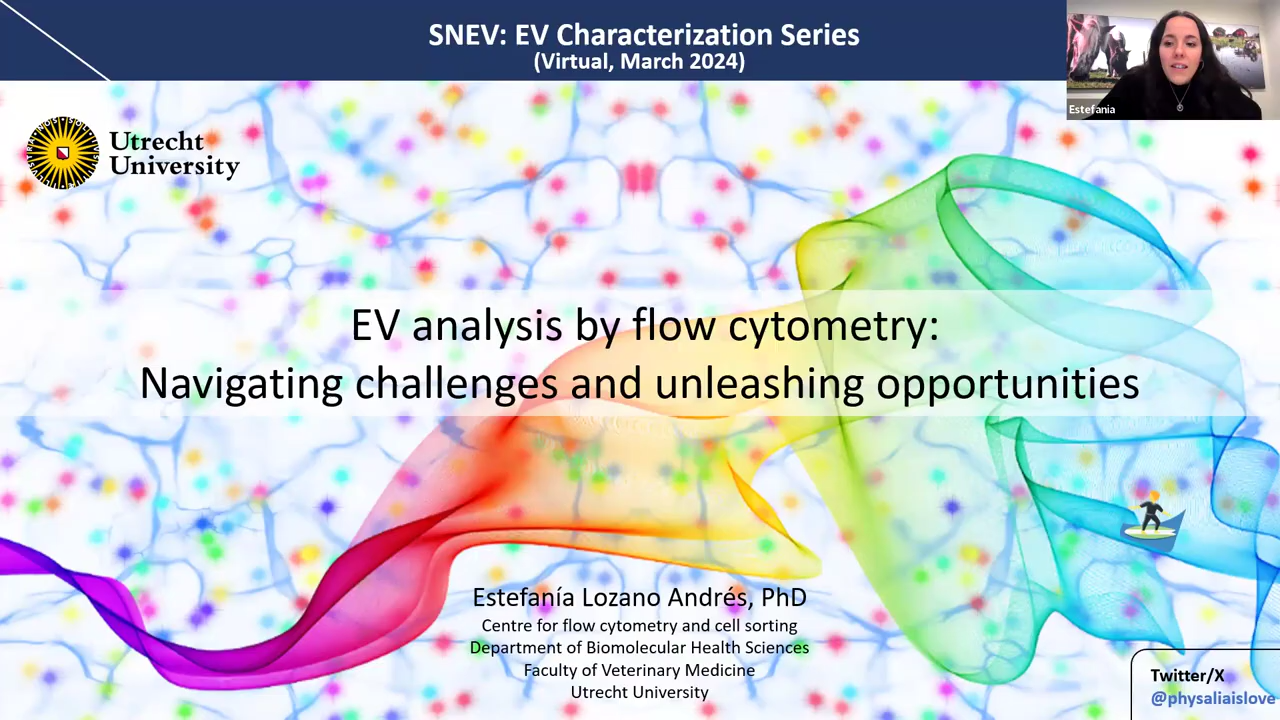 SNEV: EV Characterization Series
(Virtual, March 2024)
Estefania
Utrecht
University
EV analysis by flow cytometry:
Navigating challenges and unleashing opportunities
Estefanía Lozano Andrés, PhD
Centre for flow cytometry and cell sorting
Department of Biomolecular Health Sciences
Faculty of Veterinary Medicine
Utrecht University
Twitter/X
@physaliaislove